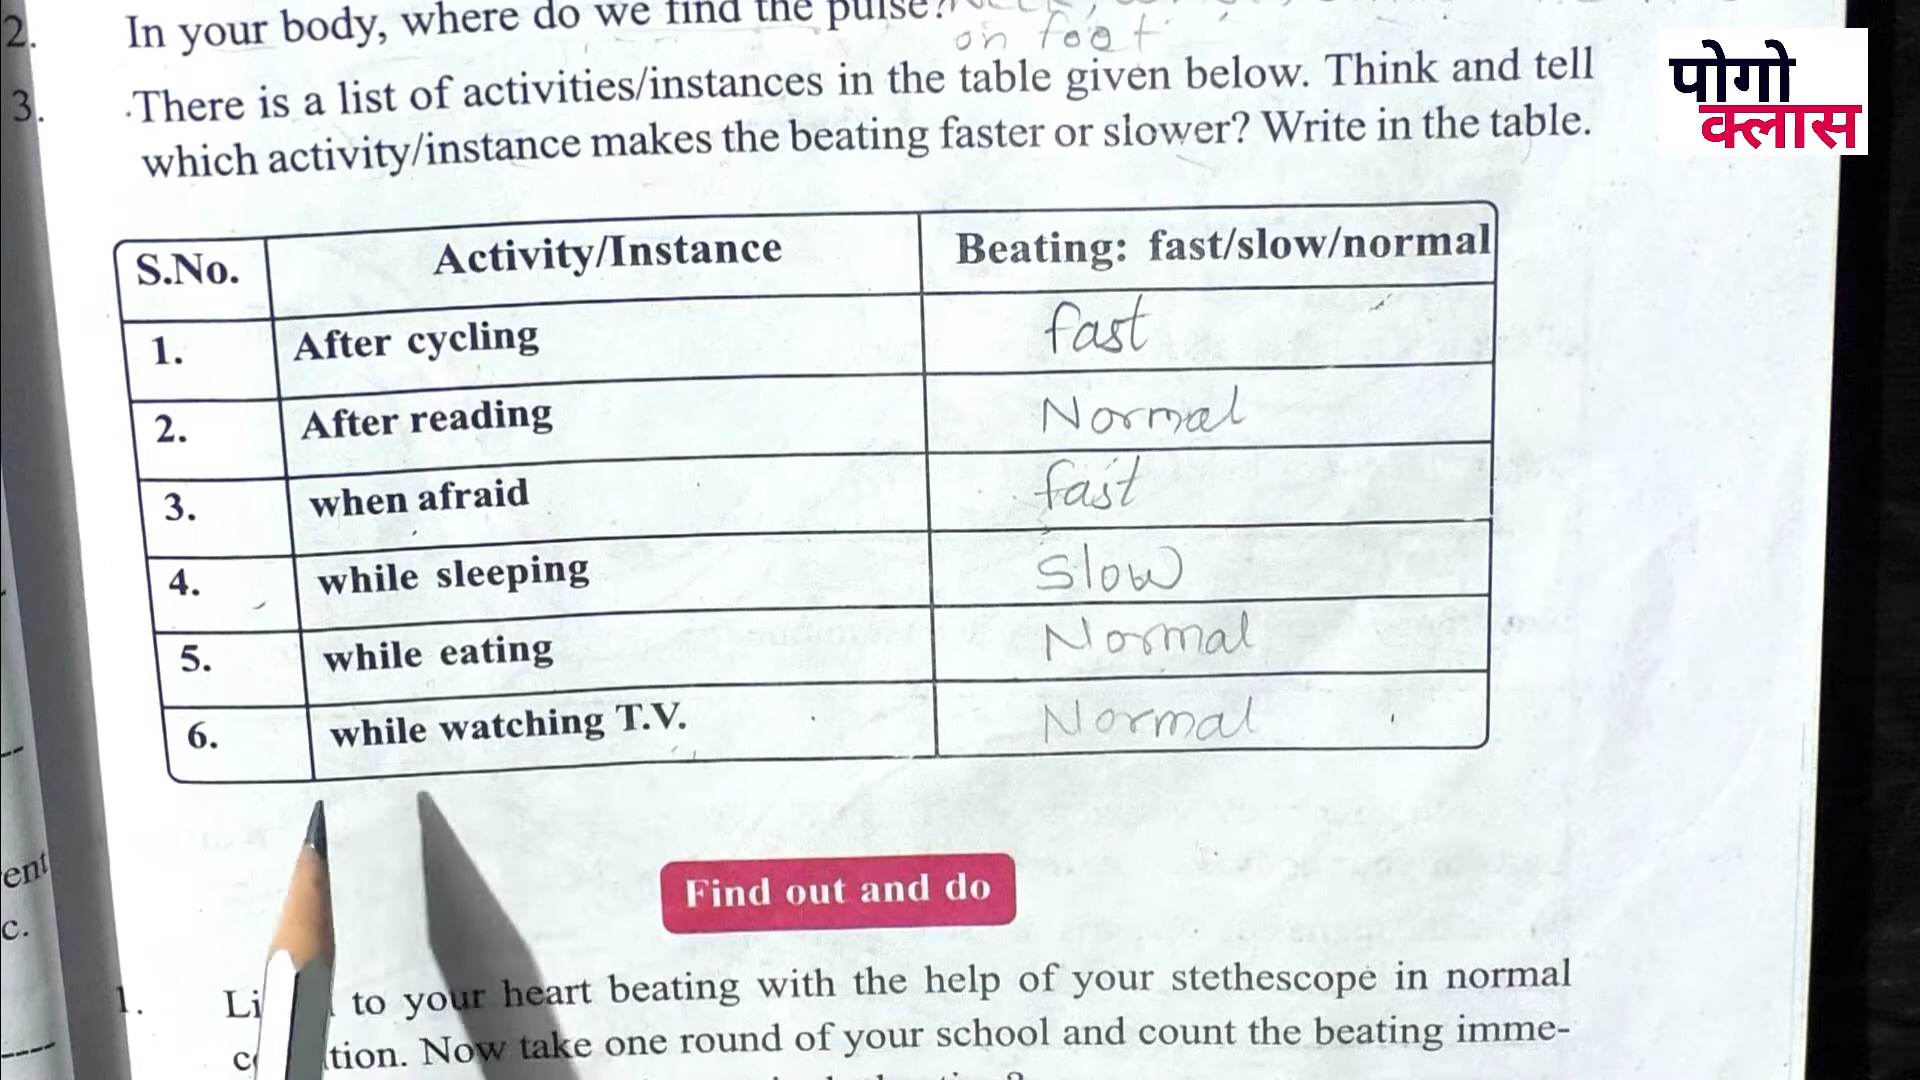 2. In your body, where do we find the pulse?
on foot
पोगो
क्लास
3. There is a list of activities/instances in the table given below. Think and tell
which activity/instance makes the beating faster or slower? Write in the table.
S.No. Activity/Instance Beating: fast/slow/normal
1. After cycling fast
2. After reading Normal
3. when afraid fast
4. while sleeping Slow
5. while eating Normal
6. while watching T.V. Normal
Find out and do
ent
c.
1. to your heart beating with the help of your stethescope in normal
tion. Now take one round of your school and count the beating imme-